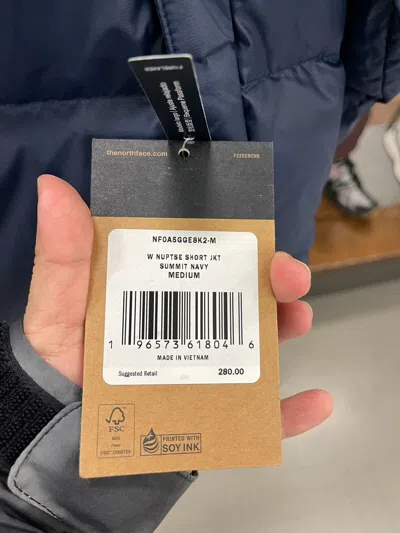 thenorthface.com
NF0A5GGE8K2-M
W NUPTSE SHORT JKT
SUMMIT NAVY
MEDIUM
1 96573 61804 6
MADE IN VIETNAM
Suggested Retail 280.00
FSC
MIX
PRINTED WITH
SOY INK